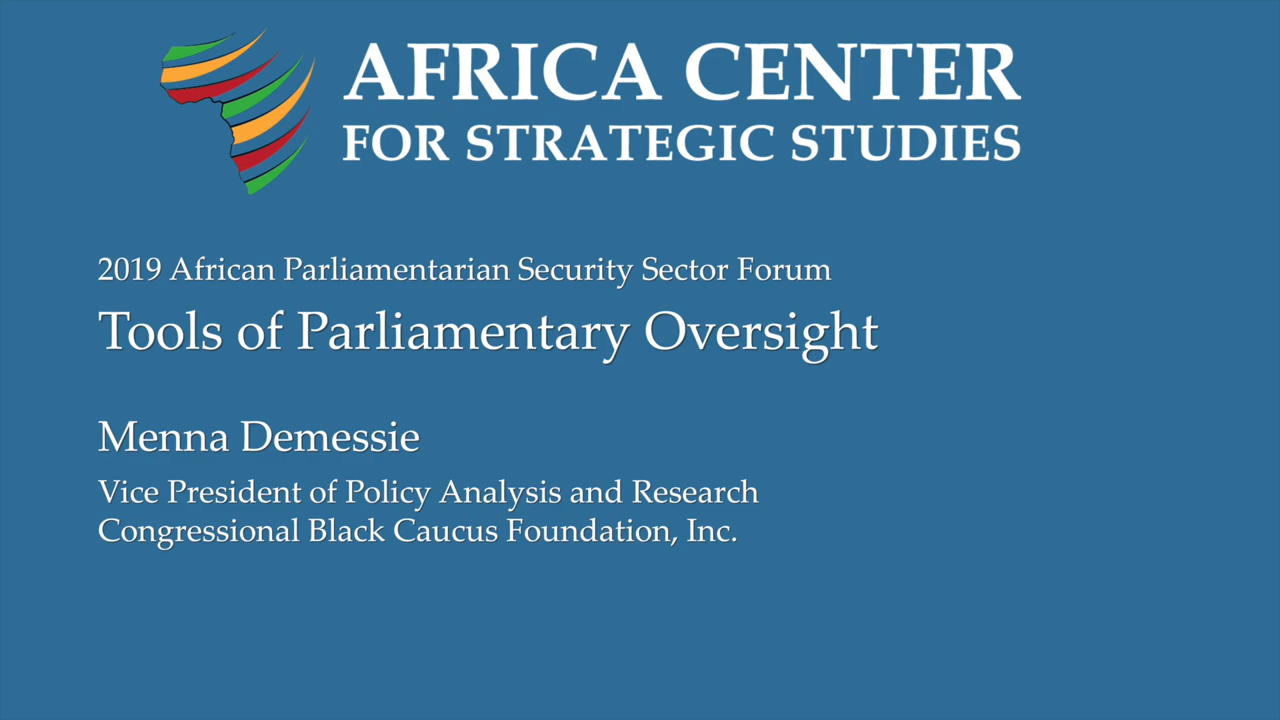 AFRICA CENTER
FOR STRATEGIC STUDIES
2019 African Parliamentarian Security Sector Forum
Tools of Parliamentary Oversight
Menna Demessie
Vice President of Policy Analysis and Research
Congressional Black Caucus Foundation, Inc.